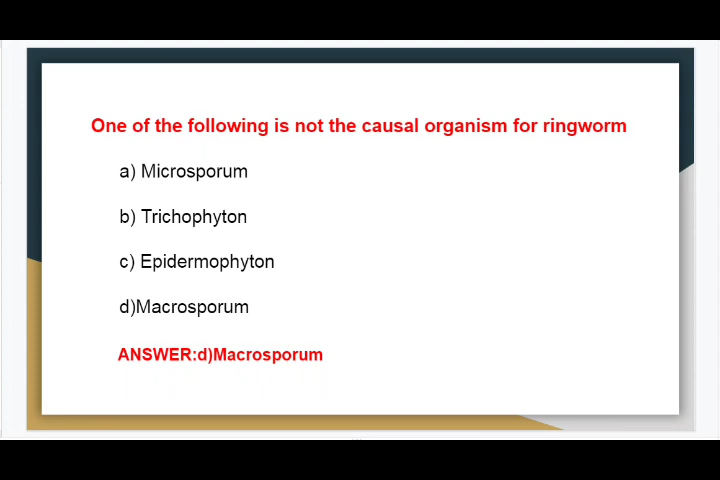 One of the following is not the causal organism for ringworm
a) Microsporum
b) Trichophyton
c) Epidermophyton
d)Macrosporum
ANSWER:d)Macrosporum